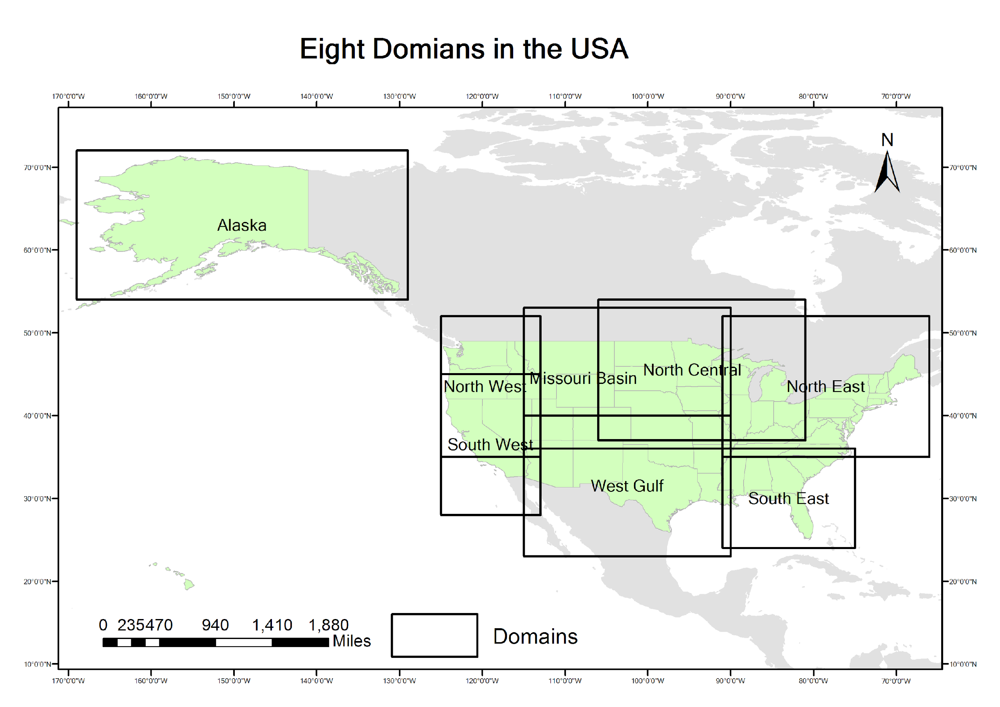 Eight Domians in the USA
170°0'0"W 160°0'0"W 150°0'0"W 140°0'0"W 130°0'0"W 120°0'0"W 110°0'0"W 100°0'0"W 90°0'0"W 80°0'0"W 70°0'0"W
N
70°0'0"N 70°0'0"N
Alaska
60°0'0"N 60°0'0"N
50°0'0"N 50°0'0"N
North Central
Missouri Basin
North West North East
40°0'0"N 40°0'0"N
South West
West Gulf
30°0'0"N South East 30°0'0"N
20°0'0"N 20°0'0"N
0 235470 940 1,410 1,880
Miles
Domains
10°0'0"N 10°0'0"N
170°0'0"W 160°0'0"W 150°0'0"W 140°0'0"W 130°0'0"W 120°0'0"W 110°0'0"W 100°0'0"W 90°0'0"W 80°0'0"W 70°0'0"W